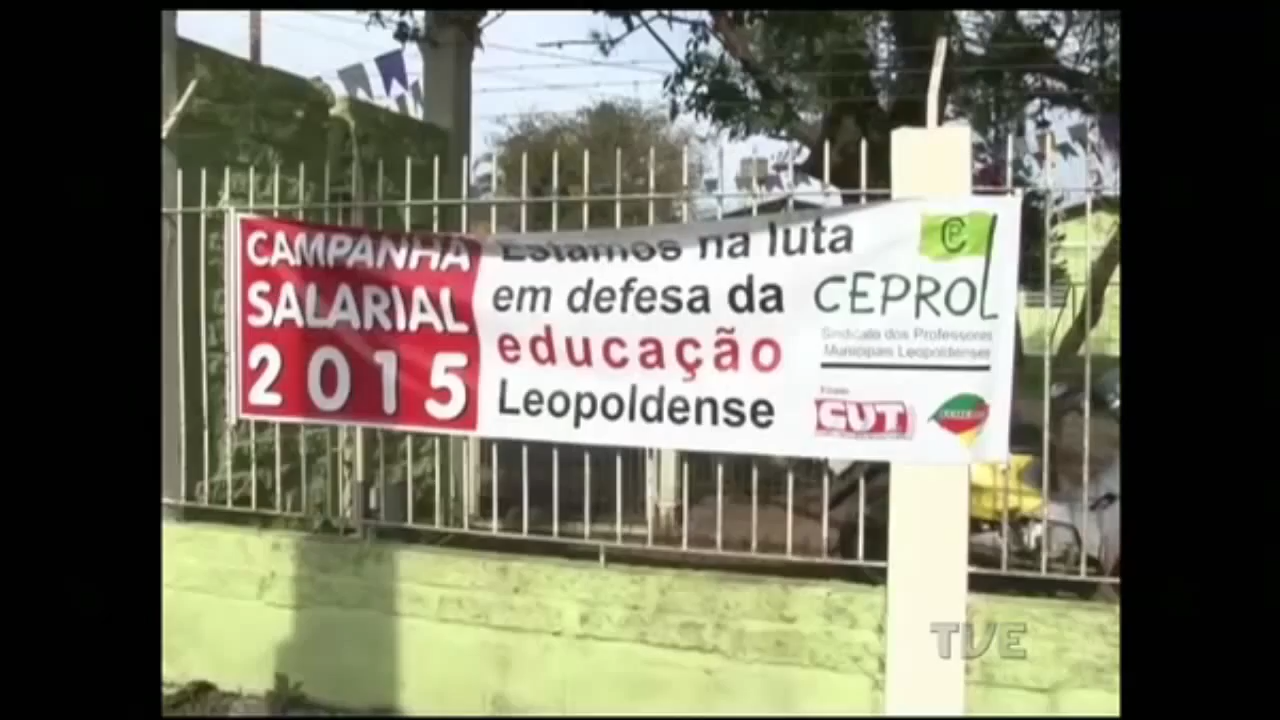 CAMPANHA
SALARIAL
2015
Estamos na luta
em defesa da
educação
Leopoldense
CEPROL
Sindicato dos Professores
Municipais Leopoldenses
CUT
TVE